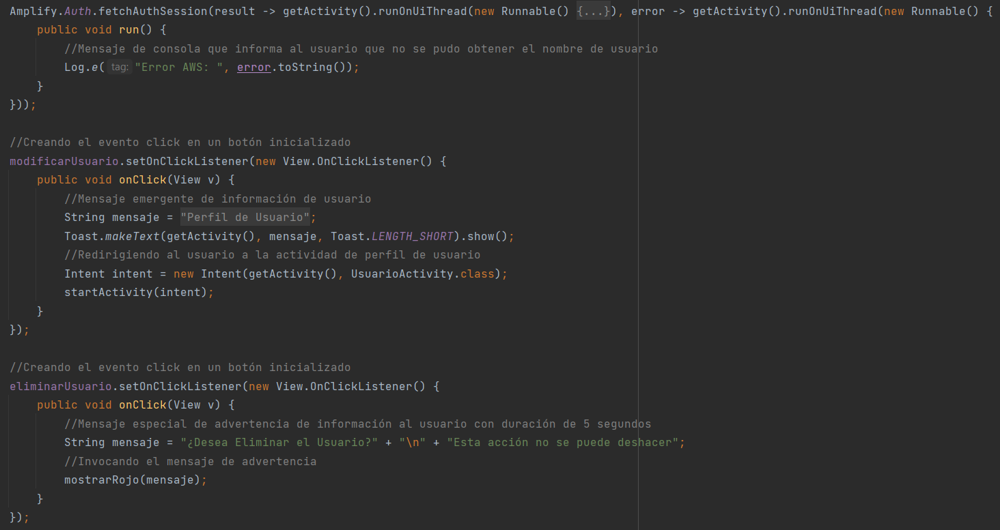 Amplify.Auth.fetchAuthSession(result -> getActivity().runOnUiThread(new Runnable() {...}), error -> getActivity().runOnUiThread(new Runnable() {
    public void run() {
        //Mensaje de consola que informa al usuario que no se pudo obtener el nombre de usuario
        Log.e( tag: "Error AWS: ", error.toString());
    }
}));

//Creando el evento click en un botón inicializado
modificarUsuario.setOnClickListener(new View.OnClickListener() {
    public void onClick(View v) {
        //Mensaje emergente de información de usuario
        String mensaje = "Perfil de Usuario";
        Toast.makeText(getActivity(), mensaje, Toast.LENGTH_SHORT).show();
        //Redirigiendo al usuario a la actividad de perfil de usuario
        Intent intent = new Intent(getActivity(), UsuarioActivity.class);
        startActivity(intent);
    }
});

//Creando el evento click en un botón inicializado
eliminarUsuario.setOnClickListener(new View.OnClickListener() {
    public void onClick(View v) {
        //Mensaje especial de advertencia de información al usuario con duración de 5 segundos
        String mensaje = "¿Desea Eliminar el Usuario?" + "\n" + "Esta acción no se puede deshacer";
        //Invocando el mensaje de advertencia
        mostrarRojo(mensaje);
    }
});